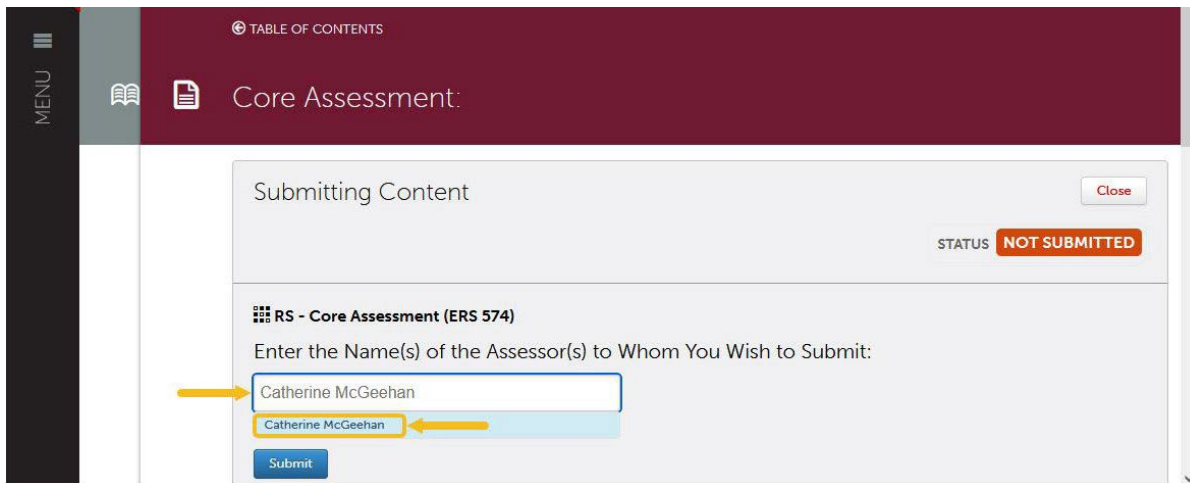 TABLE OF CONTENTS
MENU
Core Assessment:
Submitting Content
Close
STATUS NOT SUBMITTED
RS - Core Assessment (ERS 574)
Enter the Name(s) of the Assessor(s) to Whom You Wish to Submit:
Catherine McGeehan
Catherine McGeehan
Submit